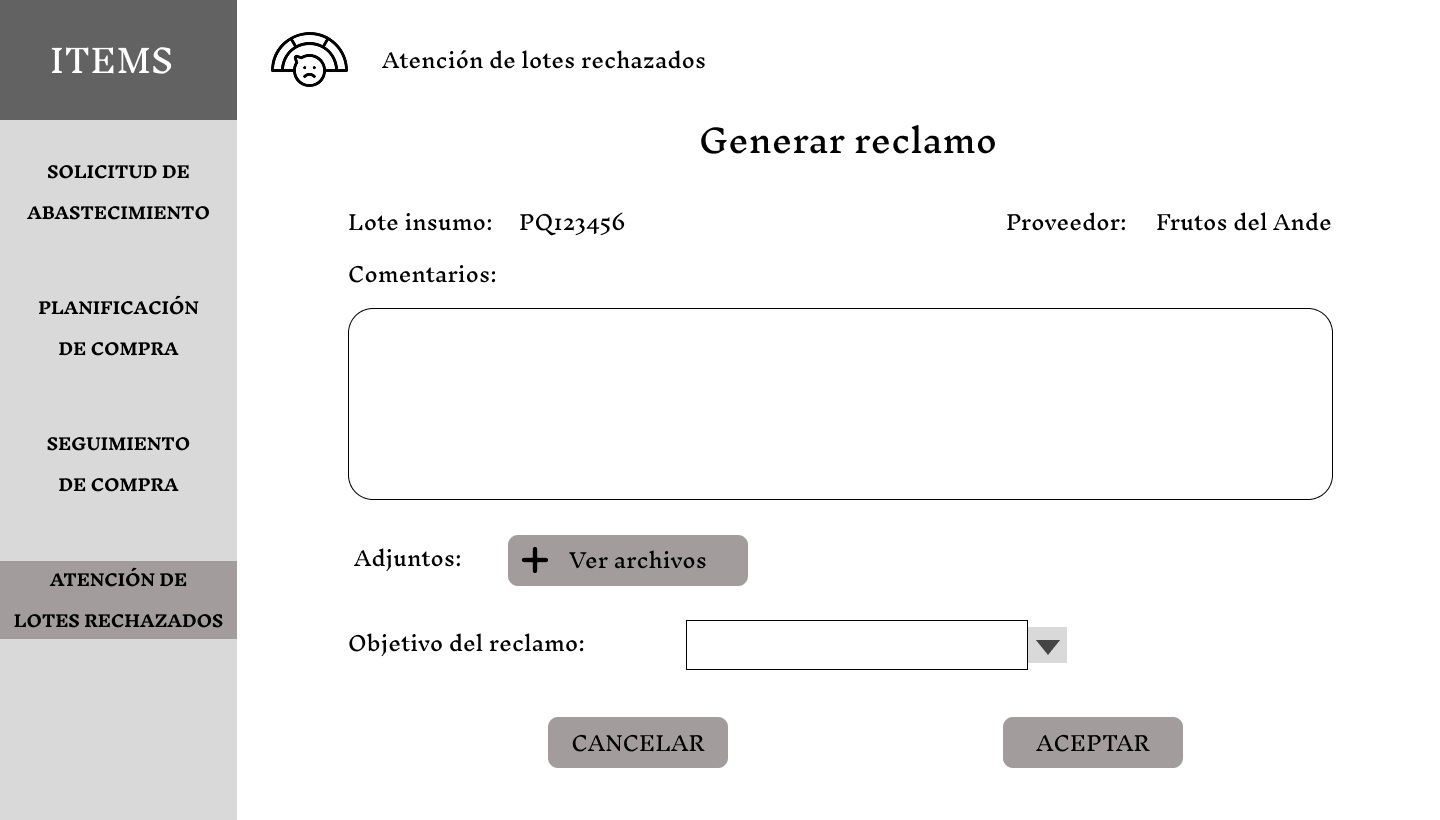 ITEMS
SOLICITUD DE
ABASTECIMIENTO
PLANIFICACIÓN
DE COMPRA
SEGUIMIENTO
DE COMPRA
ATENCIÓN DE
LOTES RECHAZADOS
Atención de lotes rechazados
Generar reclamo
Lote insumo: PQ123456
Proveedor: Frutos del Ande
Comentarios:
Adjuntos: Ver archivos
Objetivo del reclamo:
CANCELAR
ACEPTAR